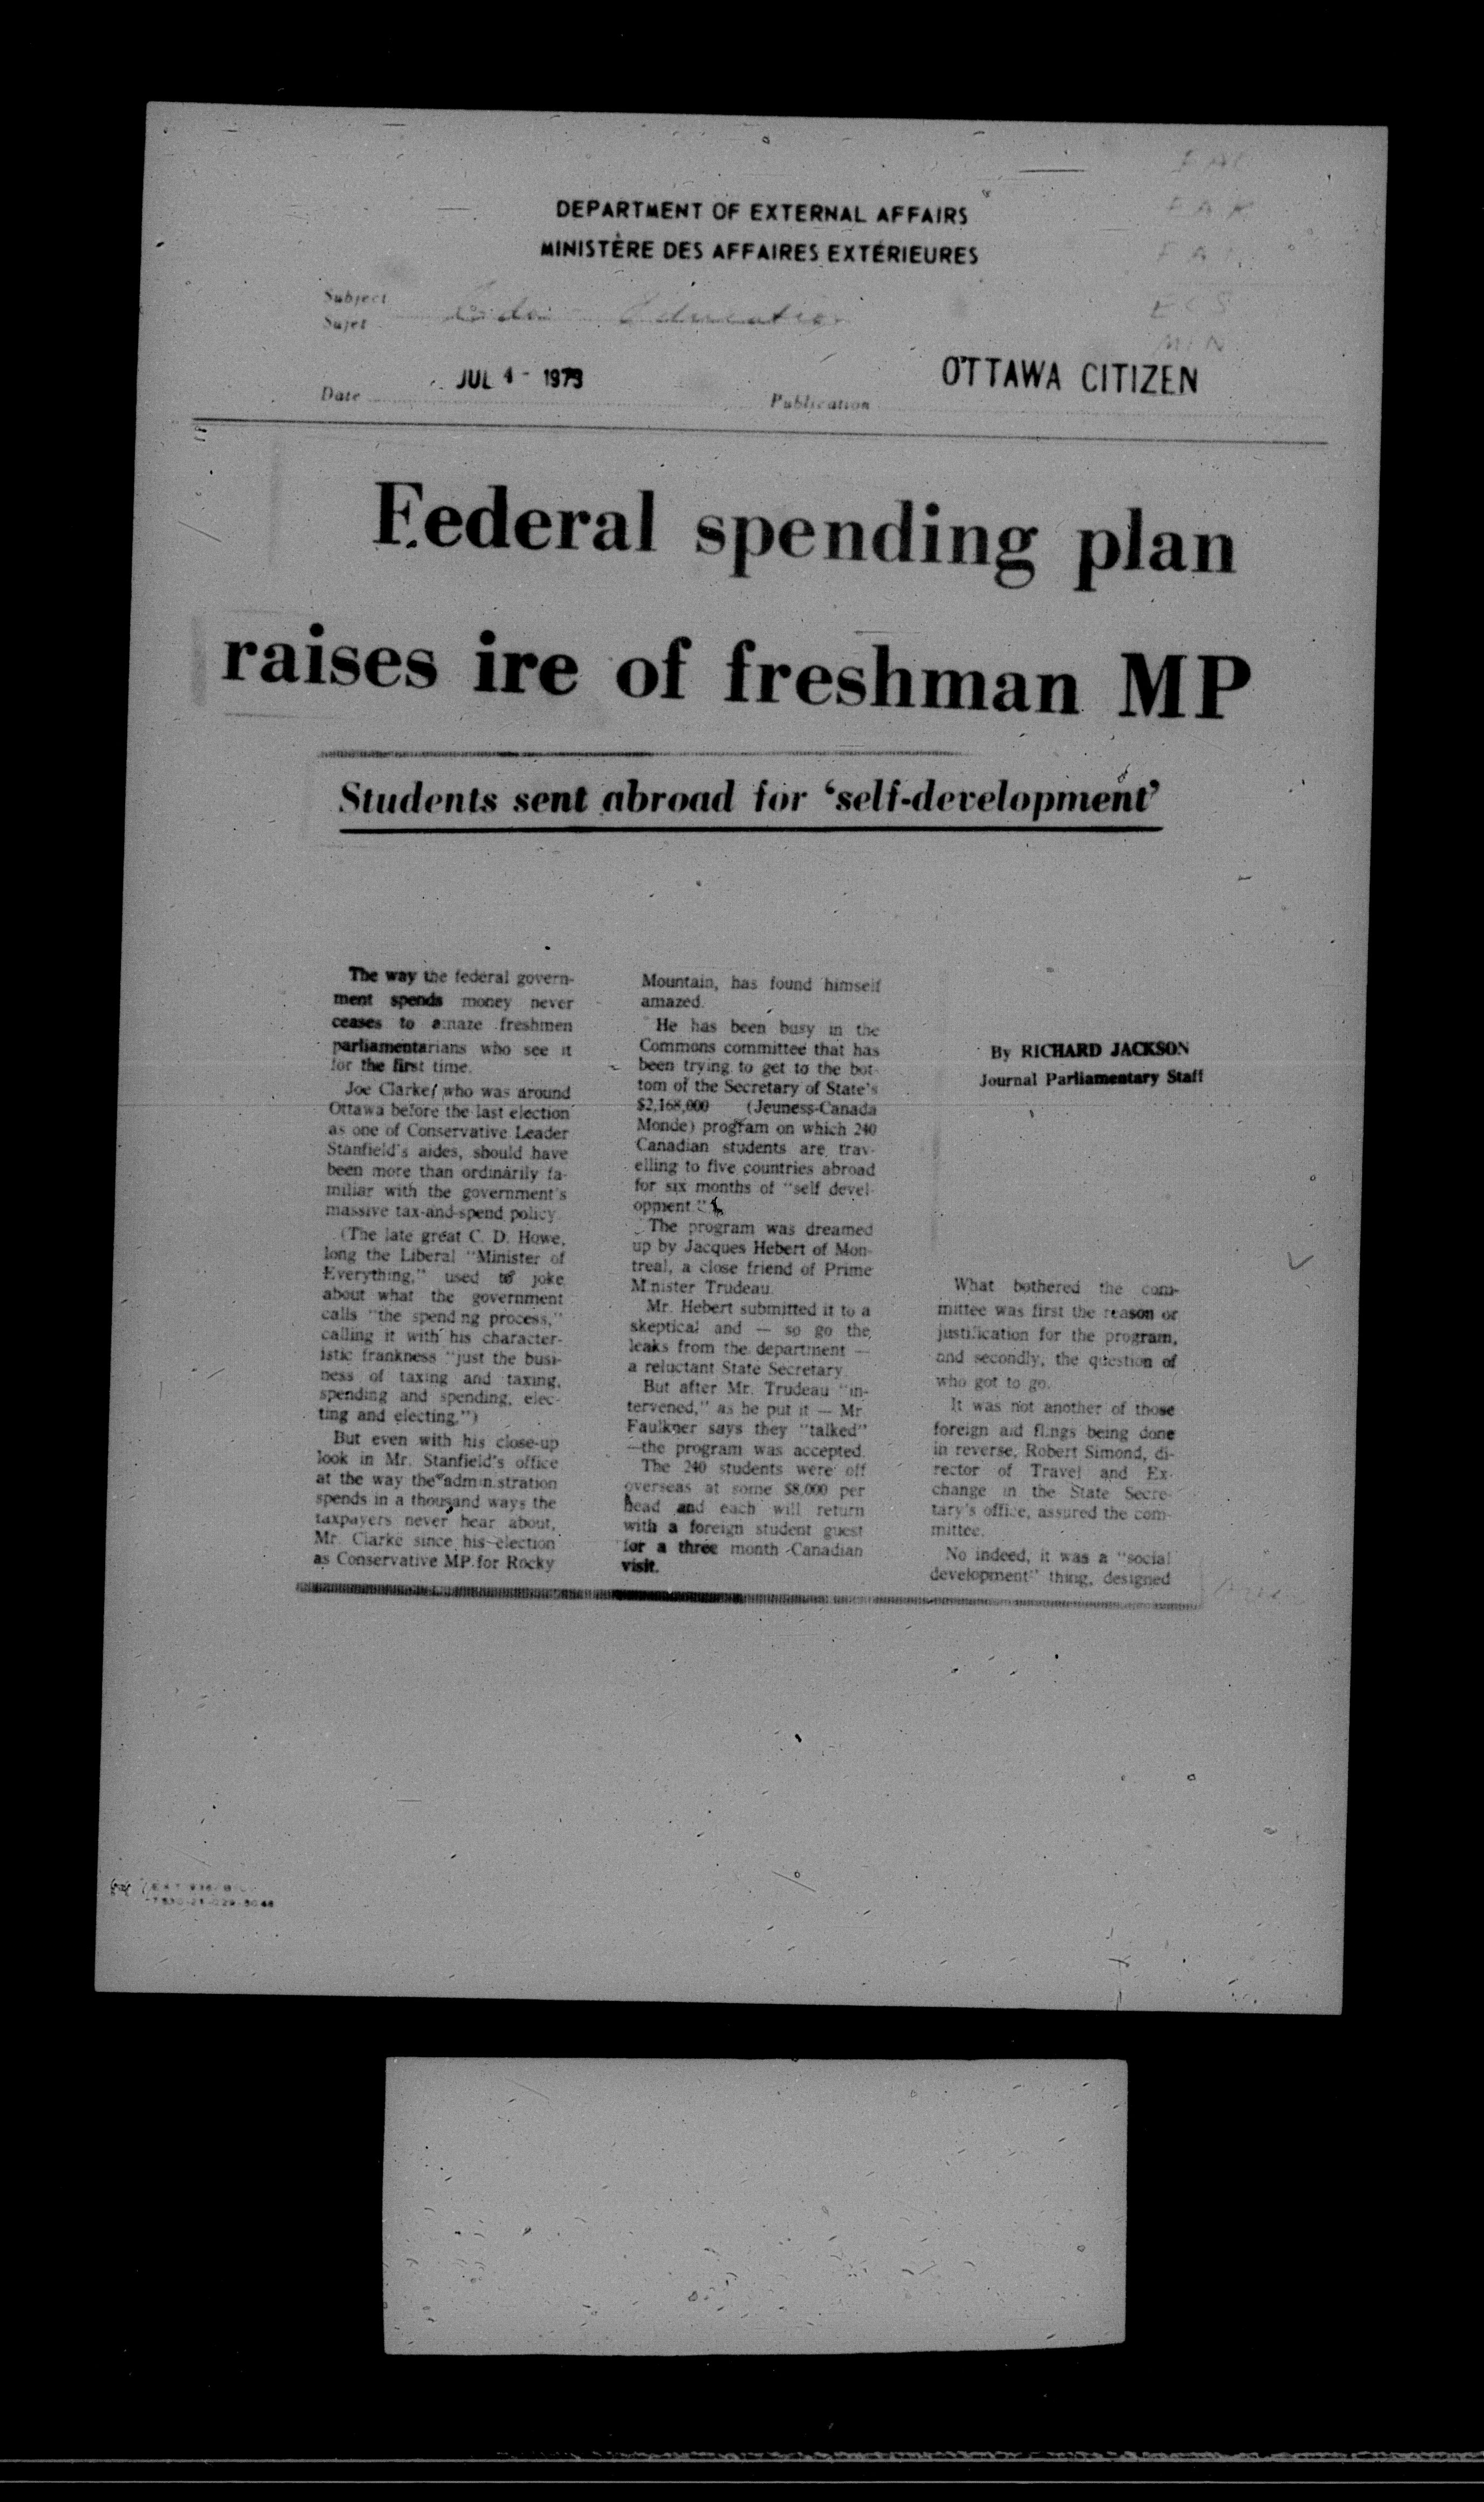 DEPARTMENT OF EXTERNAL AFFAIRS
MINISTÈRE DES AFFAIRES EXTÉRIEURES
Subject
Sujet
Education
Date
JUL 4 - 1973
Publication
OTTAWA CITIZEN
MIN
Federal spending plan
raises ire of freshman MP
Students sent abroad for ‘self-development’
The way the federal govern-
ment spends money never
ceases to amaze freshmen
parliamentarians who see it
for the first time.
Joe Clarke, who was around
Ottawa before the last election
as one of Conservative Leader
Stanfield's aides, should have
been more than ordinarily fa-
miliar with the government's
massive tax-and-spend policy.
(The late great C. D. Howe,
long the Liberal "Minister of
Everything," used to joke
about what the government
calls "the spending process,"
calling it with his character-
istic frankness "just the busi-
ness of taxing and taxing,
spending and spending, elec-
ting and electing.")
But even with his close-up
look in Mr. Stanfield's office
at the way the administration
spends in a thousand ways the
taxpayers never hear about,
Mr. Clarke since his election
as Conservative MP for Rocky
Mountain, has found himself
amazed.
He has been busy in the
Commons committee that has
been trying to get to the bot-
tom of the Secretary of State's
$2,168,000 (Jeuness-Canada
Monde) program on which 240
Canadian students are trav-
elling to five countries abroad
for six months of "self devel-
opment."
The program was dreamed
up by Jacques Hebert of Mon-
treal, a close friend of Prime
Minister Trudeau.
Mr. Hebert submitted it to a
skeptical and — so go the
leaks from the department —
a reluctant State Secretary.
But after Mr. Trudeau "in-
tervened," as he put it — Mr.
Faulkner says they "talked"
—the program was accepted.
The 240 students were off
overseas at some $8,000 per
head and each will return
with a foreign student guest
for a three month Canadian
visit.
By RICHARD JACKSON
Journal Parliamentary Staff
What bothered the com-
mittee was first the reason or
justification for the program,
and secondly, the question of
who got to go.
It was not another of those
foreign aid flings being done
in reverse, Robert Simond, di-
rector of Travel and Ex-
change in the State Secre-
tary's office, assured the com-
mittee.
No indeed, it was a "social
development" thing, designed